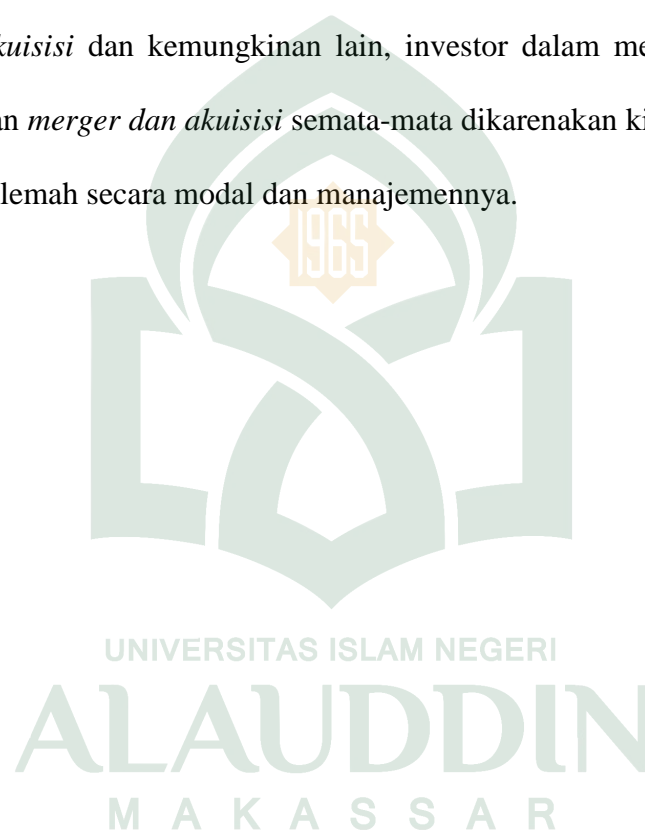 kuisisi dan kemungkinan lain, investor dalam me
an merger dan akuisisi semata-mata dikarenakan ki
lemah secara modal dan manajemennya.
1965
UNIVERSITAS ISLAM NEGERI
ALAUDDIN
MAKASSAR